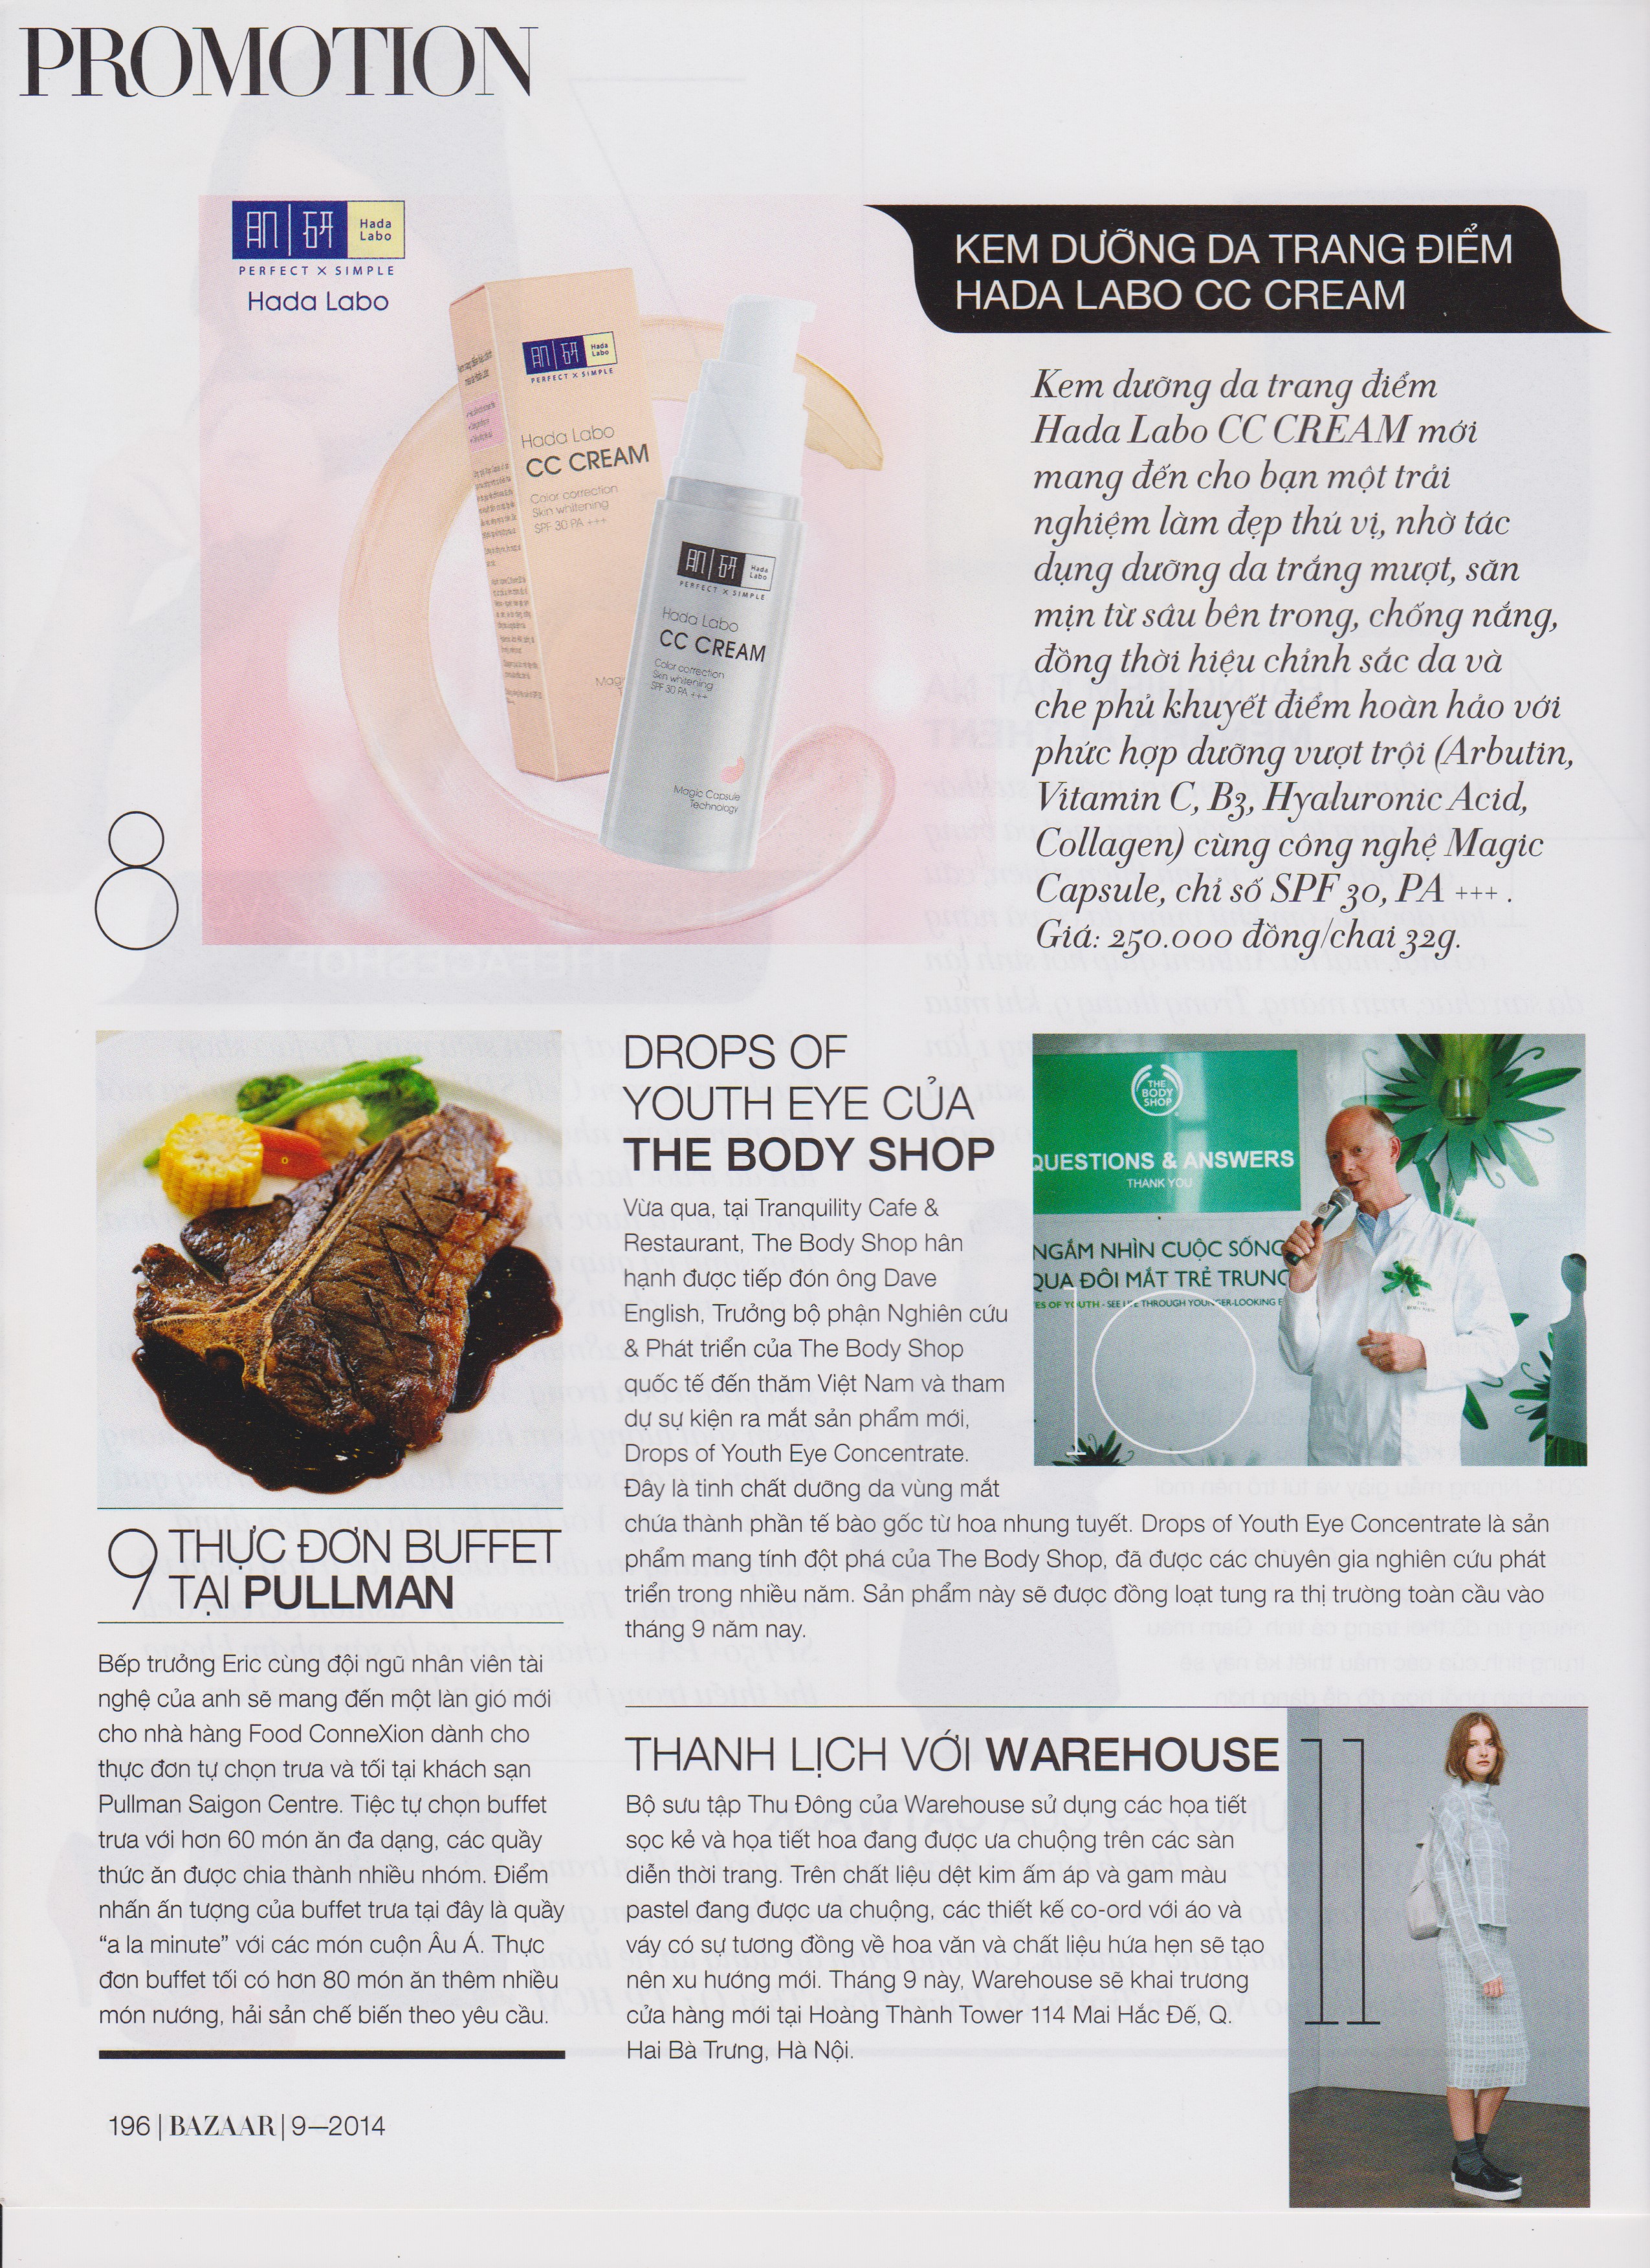 PROMOTION
Hada
Labo
PERFECT × SIMPLE
Hada Labo
KEM DƯỠNG DA TRANG ĐIỂM
HADA LABO CC CREAM
Hada
Labo
PERFECT × SIMPLE
Hada Labo
CC CREAM
Color correction
Skin whitening
SPF 30 PA +++
Hada
Labo
PERFECT × SIMPLE
Hada Labo
CC CREAM
Color correction
Skin whitening
SPF 30 PA +++
Magic Capsule
Technology
Kem dưỡng da trang điểm
Hada Labo CC CREAM mới
mang đến cho bạn một trải
nghiệm làm đẹp thú vị, nhờ tác
dụng dưỡng da trắng mượt, săn
mịn từ sâu bên trong, chống nắng,
đồng thời hiệu chỉnh sắc da và
che phủ khuyết điểm hoàn hảo với
phức hợp dưỡng vượt trội (Arbutin,
Vitamin C, B3, Hyaluronic Acid,
Collagen) cùng công nghệ Magic
Capsule, chỉ số SPF 30, PA +++ .
Giá: 250.000 đồng/chai 32g.
8
9
THỰC ĐƠN BUFFET
TẠI PULLMAN
Bếp trưởng Eric cùng đội ngũ nhân viên tài
nghệ của anh sẽ mang đến một làn gió mới
cho nhà hàng Food ConneXion dành cho
thực đơn tự chọn trưa và tối tại khách sạn
Pullman Saigon Centre. Tiệc tự chọn buffet
trưa với hơn 60 món ăn đa dạng, các quầy
thức ăn được chia thành nhiều nhóm. Điểm
nhấn ấn tượng của buffet trưa tại đây là quầy
“a la minute” với các món cuộn Âu Á. Thực
đơn buffet tối có hơn 80 món ăn thêm nhiều
món nướng, hải sản chế biến theo yêu cầu.
DROPS OF
YOUTH EYE CỦA
THE BODY SHOP
Vừa qua, tại Tranquility Cafe &
Restaurant, The Body Shop hân
hạnh được tiếp đón ông Dave
English, Trưởng bộ phận Nghiên cứu
& Phát triển của The Body Shop
quốc tế đến thăm Việt Nam và tham
dự sự kiện ra mắt sản phẩm mới,
Drops of Youth Eye Concentrate.
Đây là tinh chất dưỡng da vùng mắt
chứa thành phần tế bào gốc từ hoa nhung tuyết. Drops of Youth Eye Concentrate là sản
phẩm mang tính đột phá của The Body Shop, đã được các chuyên gia nghiên cứu phát
triển trong nhiều năm. Sản phẩm này sẽ được đồng loạt tung ra thị trường toàn cầu vào
tháng 9 năm nay.
THE
BODY
SHOP
QUESTIONS & ANSWERS
THANK YOU
NGẮM NHÌN CUỘC SỐNG
QUA ĐÔI MẮT TRẺ TRUNG
YOUTH - SEE LIFE THROUGH YOUNGER-LOOKING
10
THANH LỊCH VỚI WAREHOUSE
Bộ sưu tập Thu Đông của Warehouse sử dụng các họa tiết
sọc kẻ và họa tiết hoa đang được ưa chuộng trên các sàn
diễn thời trang. Trên chất liệu dệt kim ấm áp và gam màu
pastel đang được ưa chuộng, các thiết kế co-ord với áo và
váy có sự tương đồng về hoa văn và chất liệu hứa hẹn sẽ tạo
nên xu hướng mới. Tháng 9 này, Warehouse sẽ khai trương
cửa hàng mới tại Hoàng Thành Tower 114 Mai Hắc Đế, Q.
Hai Bà Trưng, Hà Nội.
11
196 | BAZAAR | 9—2014